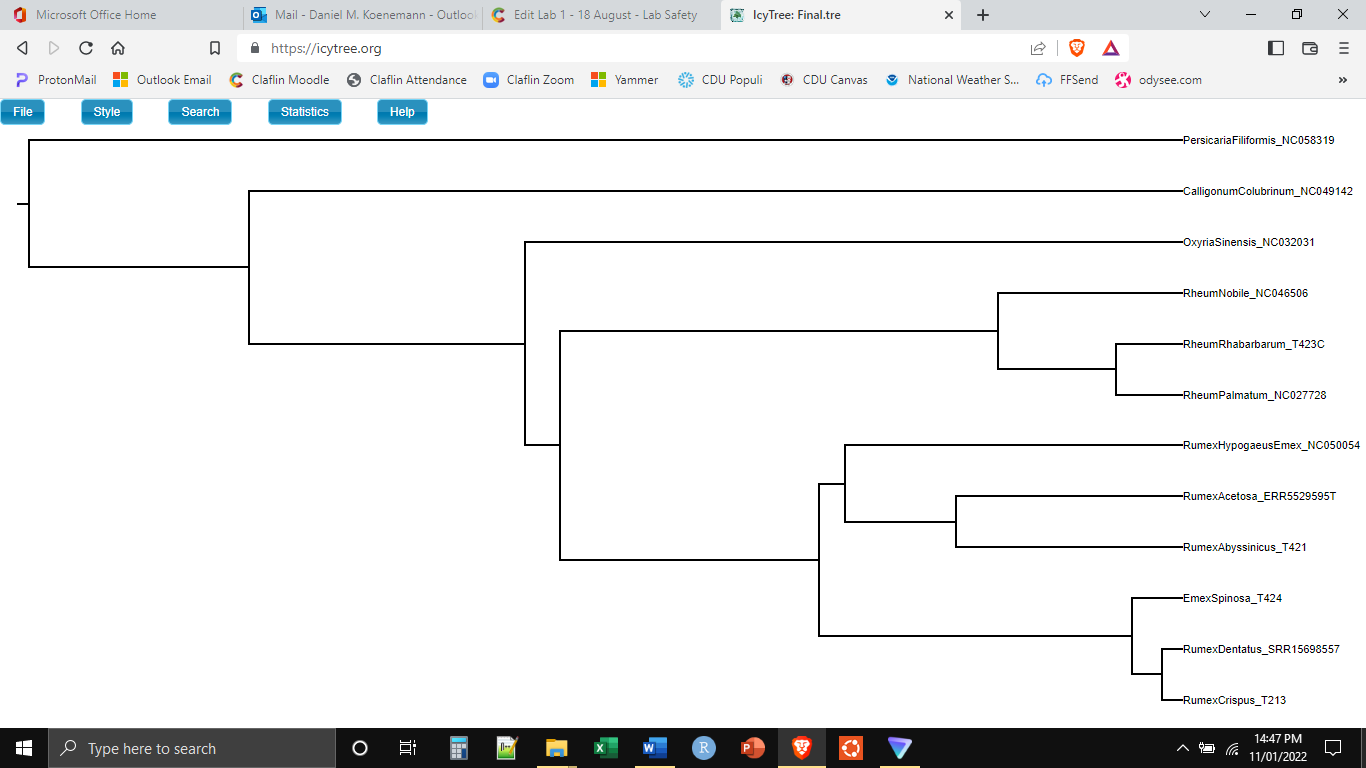 Microsoft Office Home
Mail - Daniel M. Koenemann - Outlo
Edit Lab 1 - 18 August - Lab Safety
IcyTree: Final.tre
https://icytree.org
ProtonMail
Outlook Email
Claflin Moodle
Claflin Attendance
Claflin Zoom
Yammer
CDU Populi
CDU Canvas
National Weather S...
FFSend
odysee.com
File
Style
Search
Statistics
Help
PersicariaFiliformis_NC058319
CalligonumColubrinum_NC049142
OxyriaSinensis_NC032031
RheumNobile_NC046506
RheumRhabarbarum_T423C
RheumPalmatum_NC027728
RumexHypogaeusEmex_NC050054
RumexAcetosa_ERR5529595T
RumexAbyssinicus_T421
EmexSpinosa_T424
RumexDentatus_SRR15698557
RumexCrispus_T213
Type here to search
14:47 PM
11/01/2022